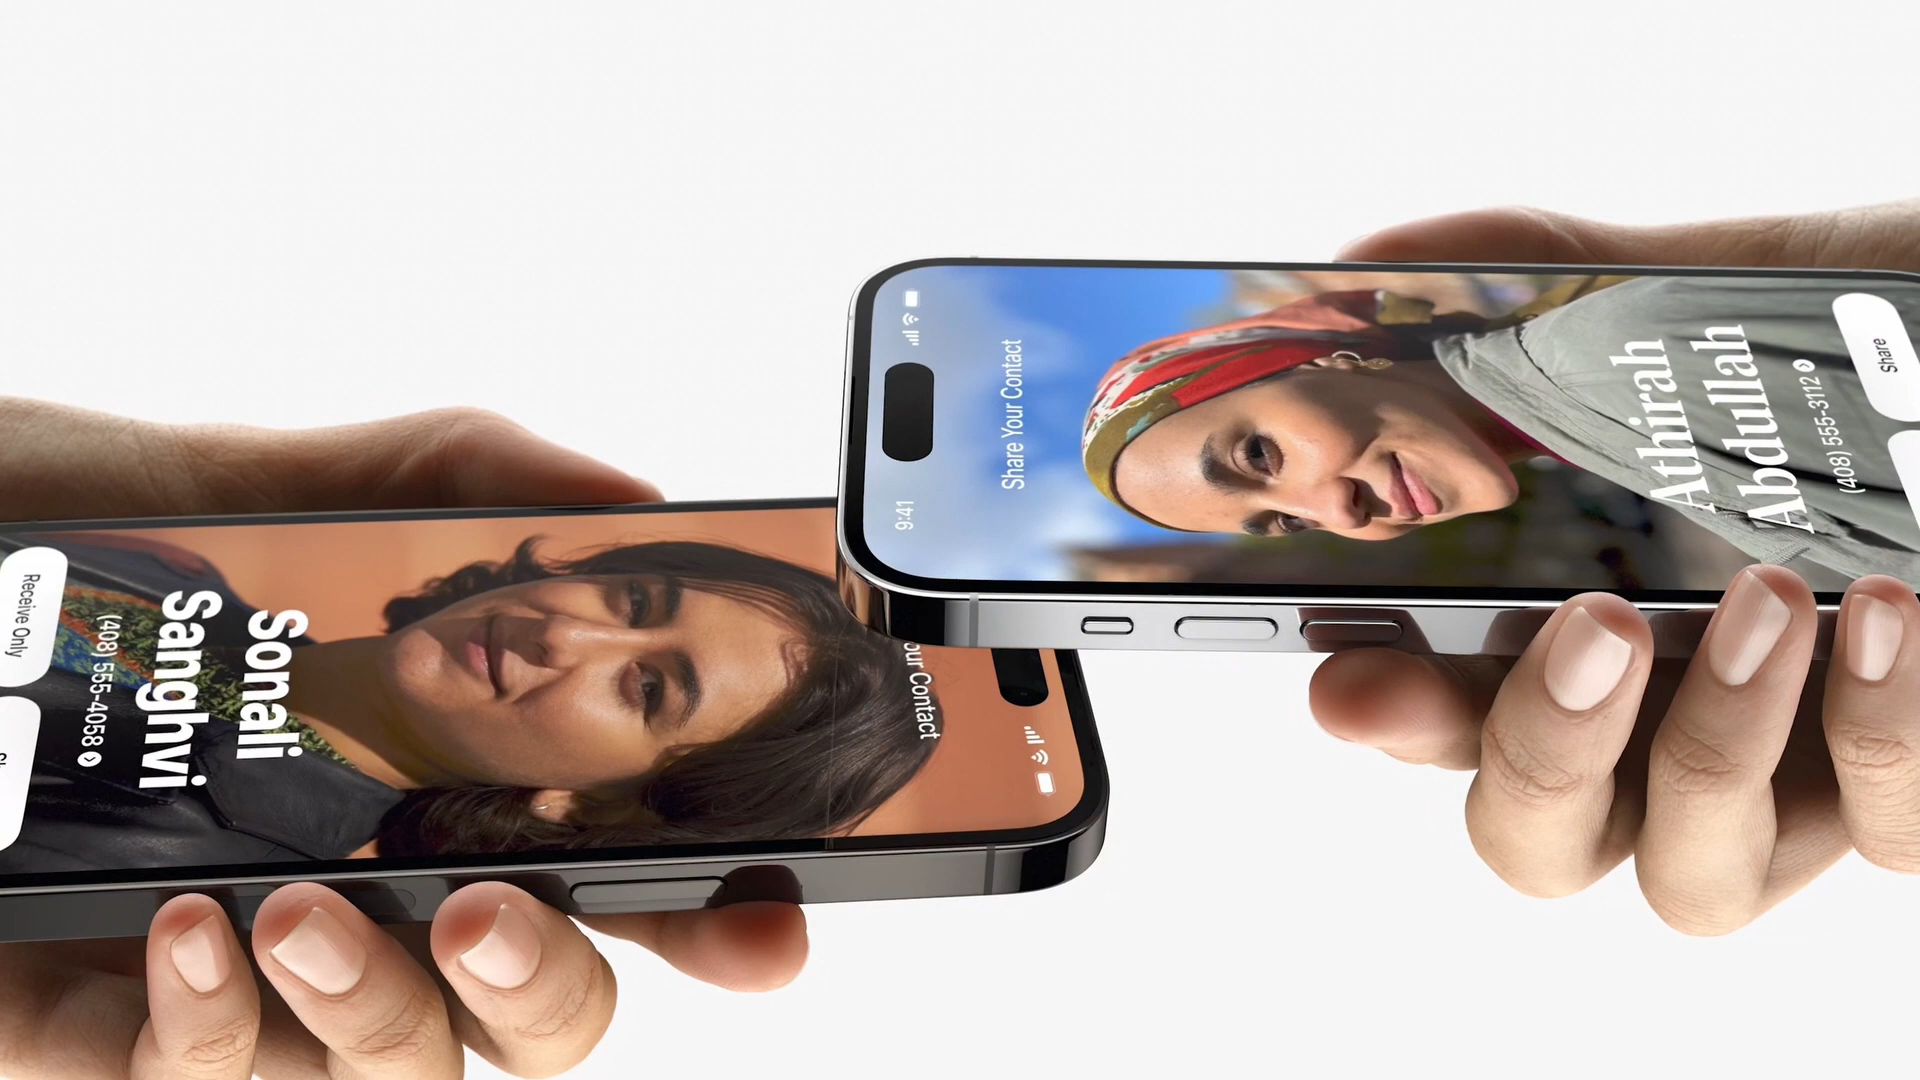 our Contact
Sonali
Sanghvi
(408) 555-4058
Receive Only
9:41
Share Your Contact
Athirah
Abdullah
(408) 555-3112
Share